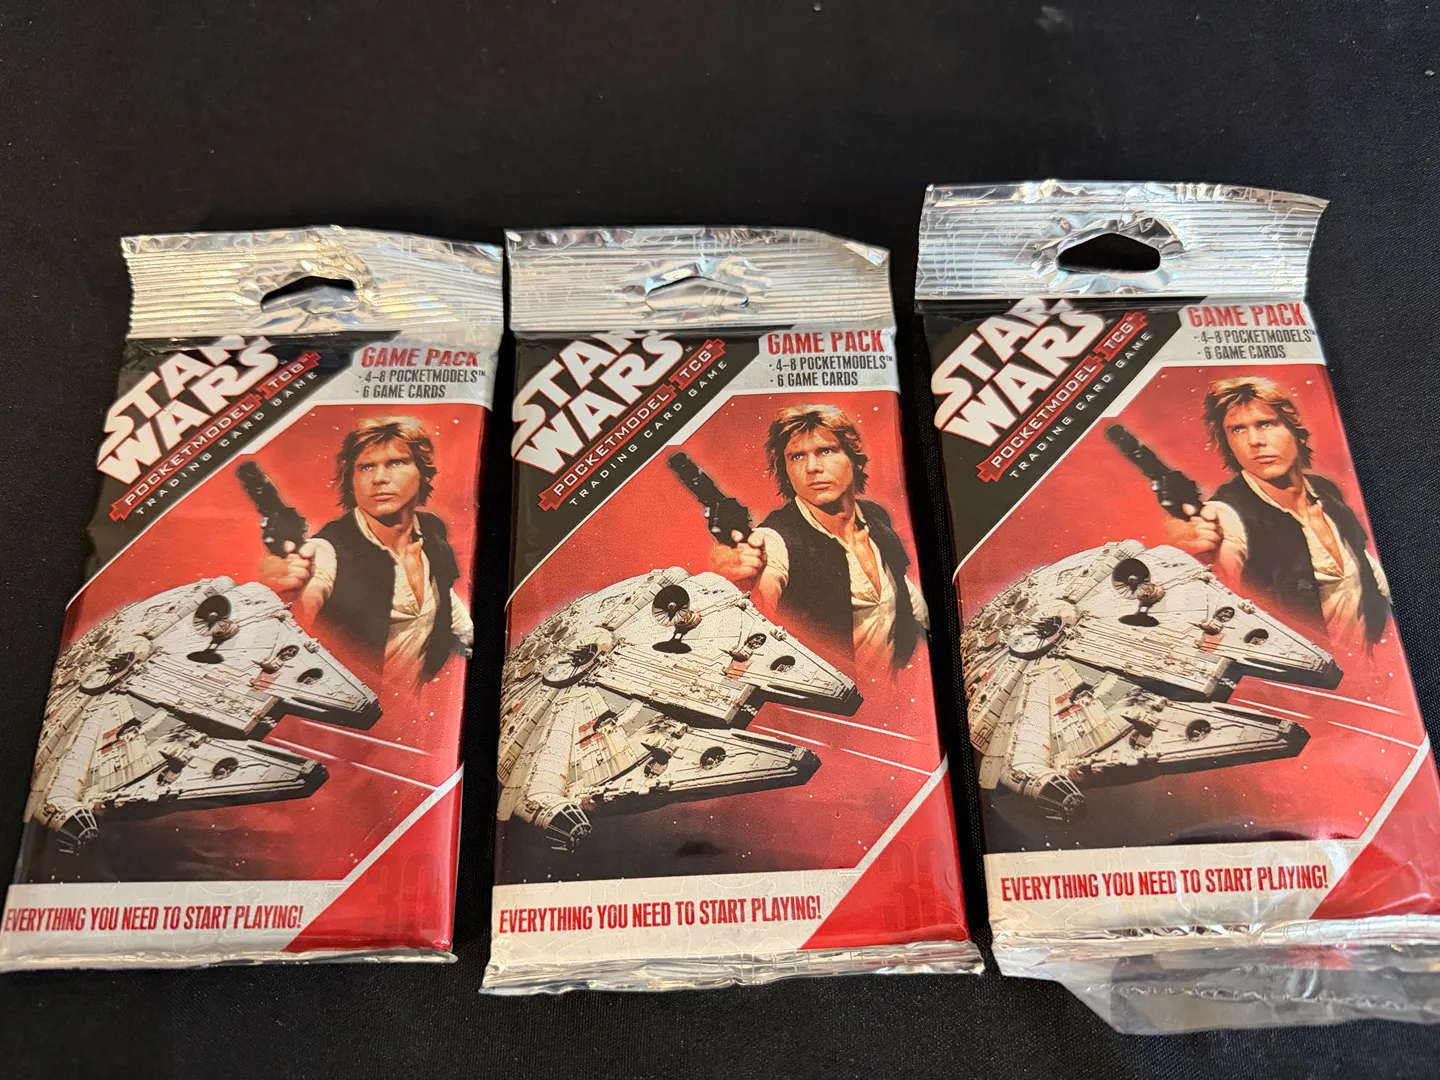 STAR
WARS
POCKETMODEL TCG™
TRADING CARD GAME
GAME PACK
· 4-8 POCKETMODELS™
· 6 GAME CARDS
EVERYTHING YOU NEED TO START PLAYING!
STAR
WARS
POCKETMODEL TCG™
TRADING CARD GAME
GAME PACK
· 4-8 POCKETMODELS™
· 6 GAME CARDS
EVERYTHING YOU NEED TO START PLAYING!
STAR
WARS
POCKETMODEL TCG™
TRADING CARD GAME
GAME PACK
· 4-8 POCKETMODELS™
· 6 GAME CARDS
EVERYTHING YOU NEED TO START PLAYING!